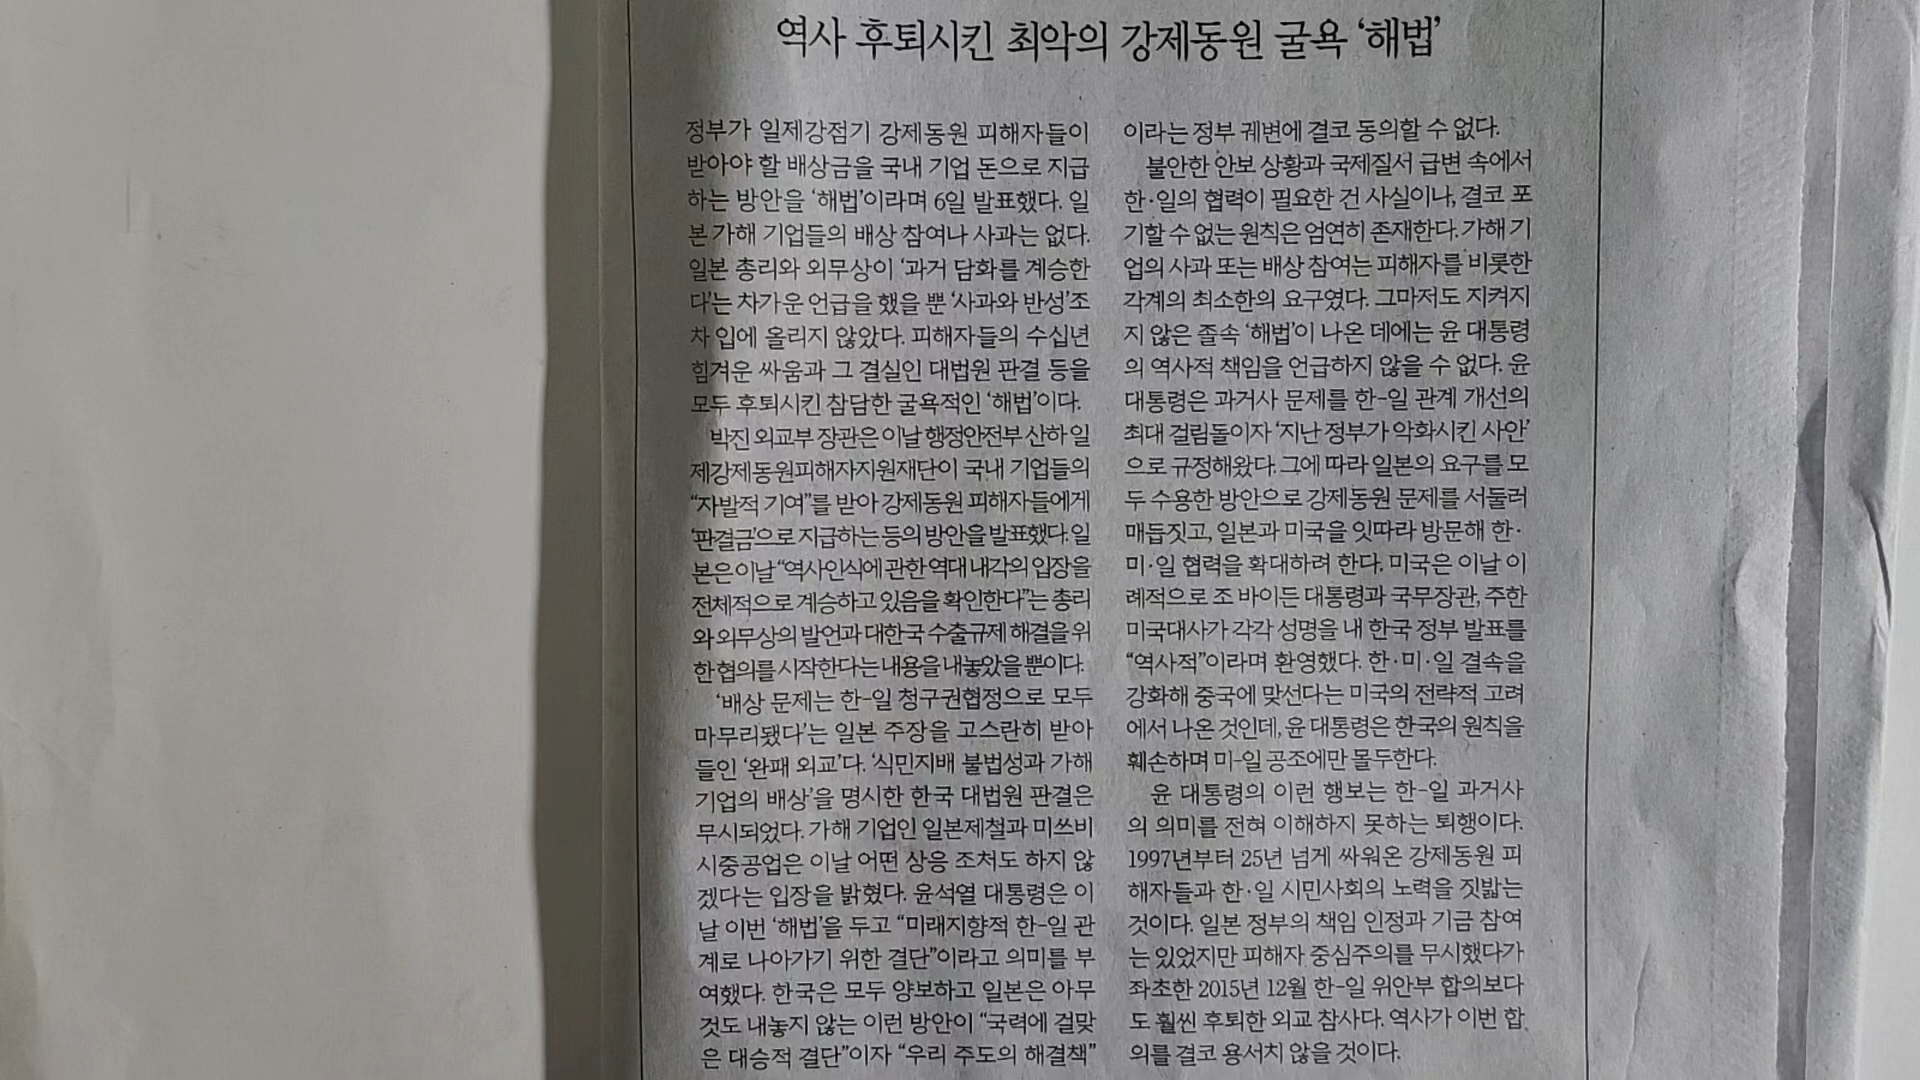 역사 후퇴시킨 최악의 강제동원 굴욕 ‘해법’
정부가 일제강점기 강제동원 피해자들이
받아야 할 배상금을 국내 기업 돈으로 지급
하는 방안을 ‘해법’이라며 6일 발표했다. 일
본 가해 기업들의 배상 참여나 사과는 없다.
일본 총리와 외무상이 ‘과거 담화를 계승한
다’는 차가운 언급을 했을 뿐 ‘사과와 반성’조
차 입에 올리지 않았다. 피해자들의 수십년
힘겨운 싸움과 그 결실인 대법원 판결 등을
모두 후퇴시킨 참담한 굴욕적인 ‘해법’이다.
박진 외교부 장관은 이날 행정안전부 산하 일
제강제동원피해자지원재단이 국내 기업들의
“자발적 기여”를 받아 강제동원 피해자들에게
‘판결금’으로 지급하는 등의 방안을 발표했다. 일
본은 이날 “역사인식에 관한 역대 내각의 입장을
전체적으로 계승하고 있음을 확인한다”는 총리
와 외무상의 발언과 대한국 수출규제 해결을 위
한 협의를 시작한다는 내용을 내놓았을 뿐이다.
‘배상 문제는 한-일 청구권협정으로 모두
마무리됐다’는 일본 주장을 고스란히 받아
들인 ‘완패 외교’다. ‘식민지배 불법성과 가해
기업의 배상’을 명시한 한국 대법원 판결은
무시되었다. 가해 기업인 일본제철과 미쓰비
시중공업은 이날 어떤 상응 조처도 하지 않
겠다는 입장을 밝혔다. 윤석열 대통령은 이
날 이번 ‘해법’을 두고 “미래지향적 한-일 관
계로 나아가기 위한 결단”이라고 의미를 부
여했다. 한국은 모두 양보하고 일본은 아무
것도 내놓지 않는 이런 방안이 “국력에 걸맞
은 대승적 결단”이자 “우리 주도의 해결책”
이라는 정부 궤변에 결코 동의할 수 없다.
불안한 안보 상황과 국제질서 급변 속에서
한·일의 협력이 필요한 건 사실이나, 결코 포
기할 수 없는 원칙은 엄연히 존재한다. 가해 기
업의 사과 또는 배상 참여는 피해자를 비롯한
각계의 최소한의 요구였다. 그마저도 지켜지
지 않은 졸속 ‘해법’이 나온 데에는 윤 대통령
의 역사적 책임을 언급하지 않을 수 없다. 윤
대통령은 과거사 문제를 한-일 관계 개선의
최대 걸림돌이자 ‘지난 정부가 악화시킨 사안’
으로 규정해왔다. 그에 따라 일본의 요구를 모
두 수용한 방안으로 강제동원 문제를 서둘러
매듭짓고, 일본과 미국을 잇따라 방문해 한·
미·일 협력을 확대하려 한다. 미국은 이날 이
례적으로 조 바이든 대통령과 국무장관, 주한
미국대사가 각각 성명을 내 한국 정부 발표를
“역사적”이라며 환영했다. 한·미·일 결속을
강화해 중국에 맞선다는 미국의 전략적 고려
에서 나온 것인데, 윤 대통령은 한국의 원칙을
훼손하며 미-일 공조에만 몰두한다.
윤 대통령의 이런 행보는 한-일 과거사
의 의미를 전혀 이해하지 못하는 퇴행이다.
1997년부터 25년 넘게 싸워온 강제동원 피
해자들과 한·일 시민사회의 노력을 짓밟는
것이다. 일본 정부의 책임 인정과 기금 참여
는 있었지만 피해자 중심주의를 무시했다가
좌초한 2015년 12월 한-일 위안부 합의보다
도 훨씬 후퇴한 외교 참사다. 역사가 이번 합
의를 결코 용서치 않을 것이다.